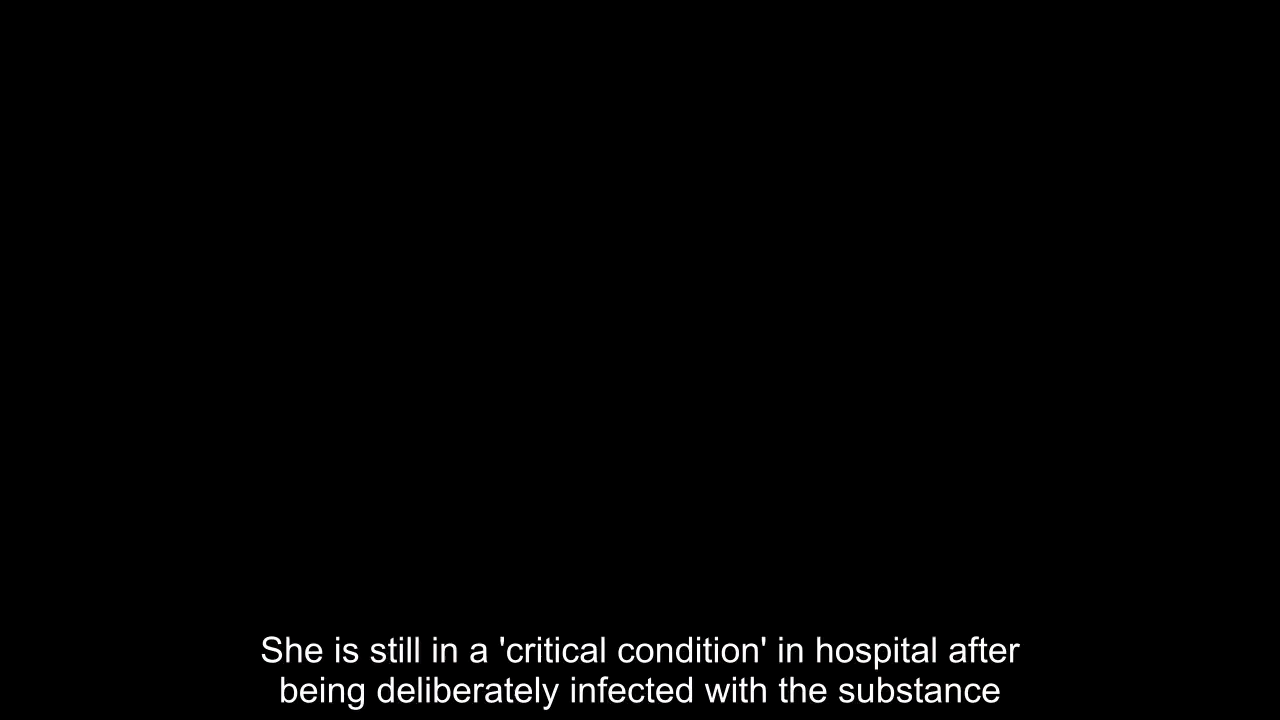 She is still in a 'critical condition' in hospital after
being deliberately infected with the substance